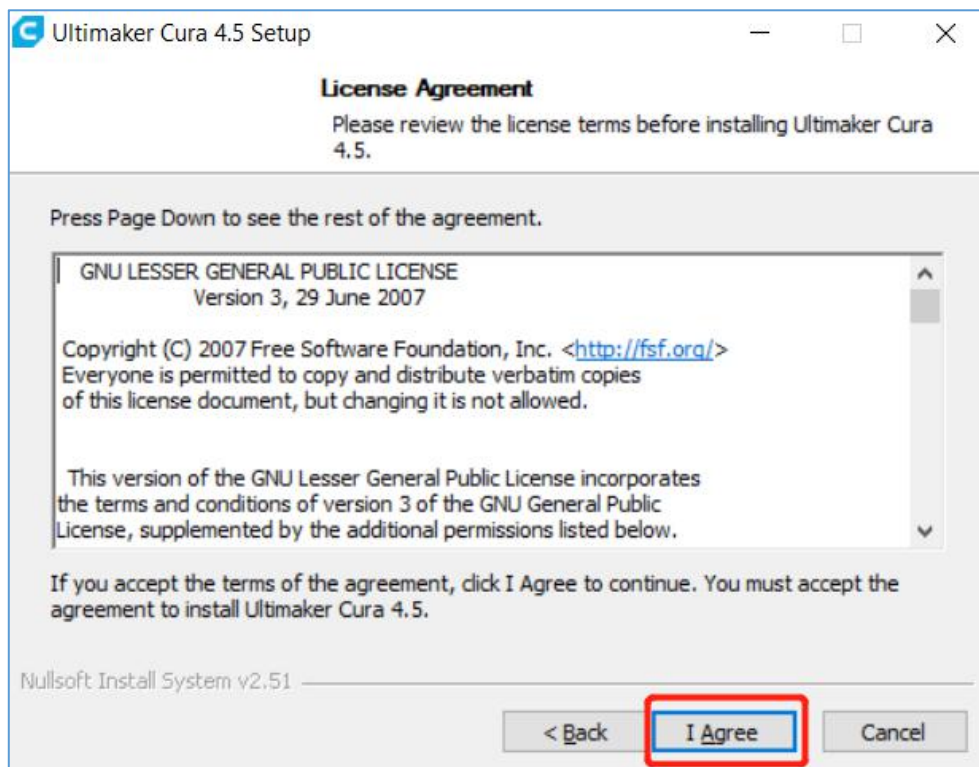 Ultimaker Cura 4.5 Setup
License Agreement
Please review the license terms before installing Ultimaker Cura
4.5.
Press Page Down to see the rest of the agreement.
GNU LESSER GENERAL PUBLIC LICENSE
Version 3, 29 June 2007
Copyright (C) 2007 Free Software Foundation, Inc. <http://fsf.org/>
Everyone is permitted to copy and distribute verbatim copies
of this license document, but changing it is not allowed.
This version of the GNU Lesser General Public License incorporates
the terms and conditions of version 3 of the GNU General Public
License, supplemented by the additional permissions listed below.
If you accept the terms of the agreement, click I Agree to continue. You must accept the
agreement to install Ultimaker Cura 4.5.
Nullsoft Install System v2.51
< Back I Agree Cancel